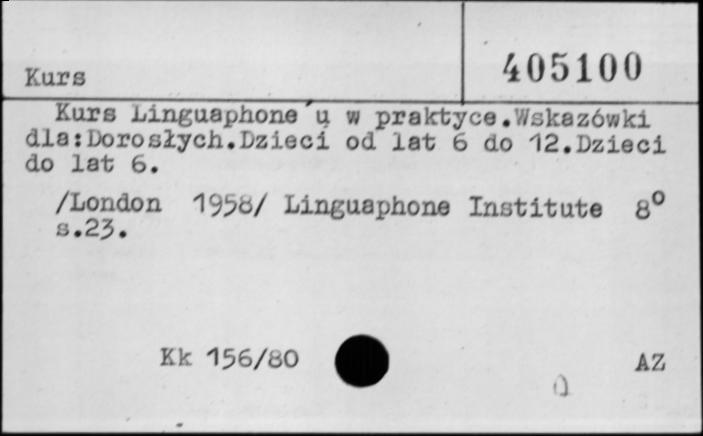 Kurs
405100
Kurs Linguaphone'ų w praktyce.Wskazówki
dla:Dorosłych.Dzieci od lat 6 do 12.Dzieci
do lat 6.
/London 1958/ Linguaphone Institute 8°
s.23.
Kk 156/80
AZ